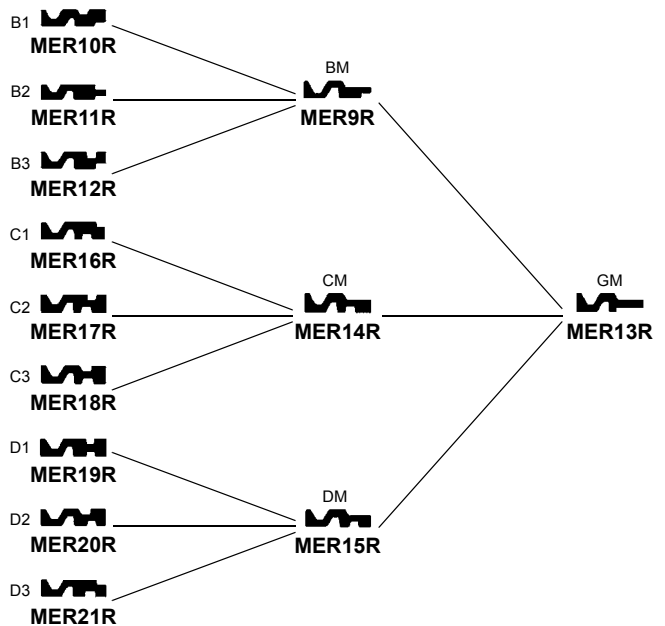 B1
MER10R
B2
MER11R
B3
MER12R
C1
MER16R
C2
MER17R
C3
MER18R
D1
MER19R
D2
MER20R
D3
MER21R
BM
MER9R
CM
MER14R
DM
MER15R
GM
MER13R